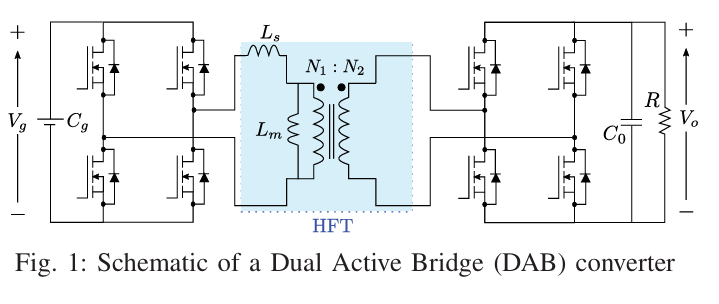 +
+
L_s
N_1 : N_2
V_g
C_g
L_m
R
C_0
V_o
−
−
HFT
Fig. 1: Schematic of a Dual Active Bridge (DAB) converter